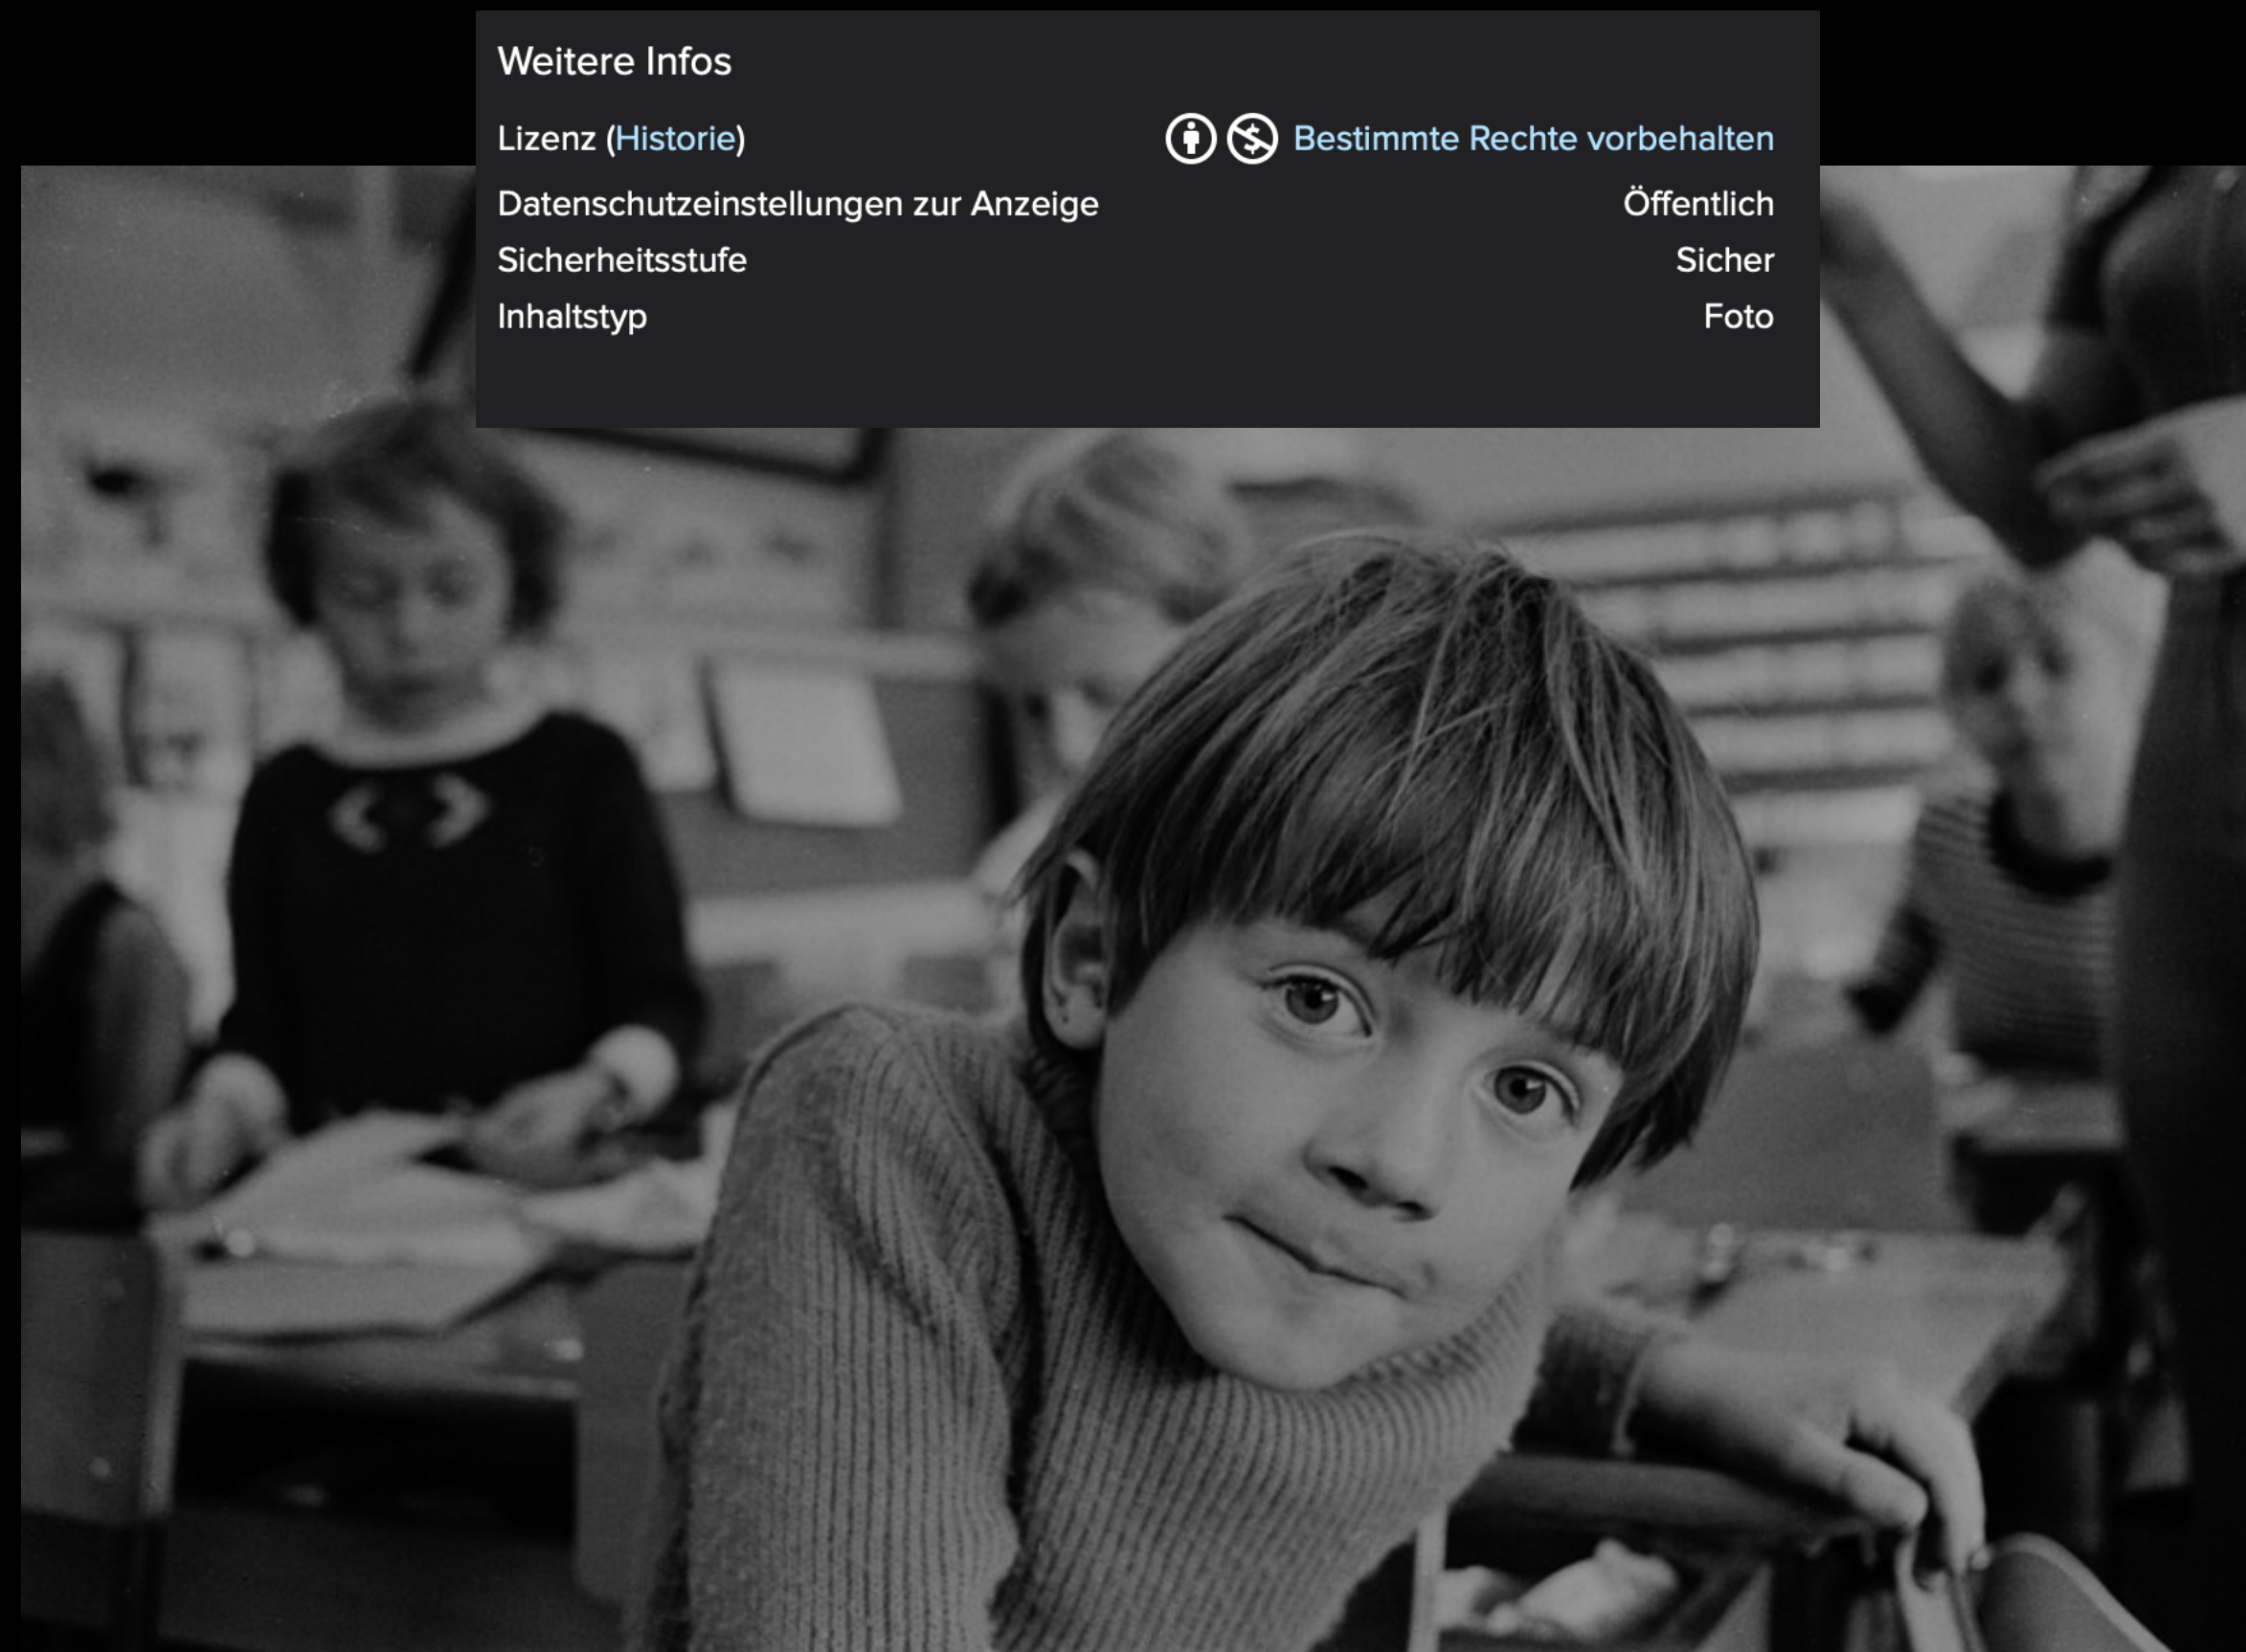 Weitere Infos
Lizenz (Historie) Bestimmte Rechte vorbehalten
Datenschutzeinstellungen zur Anzeige Öffentlich
Sicherheitsstufe Sicher
Inhaltstyp Foto